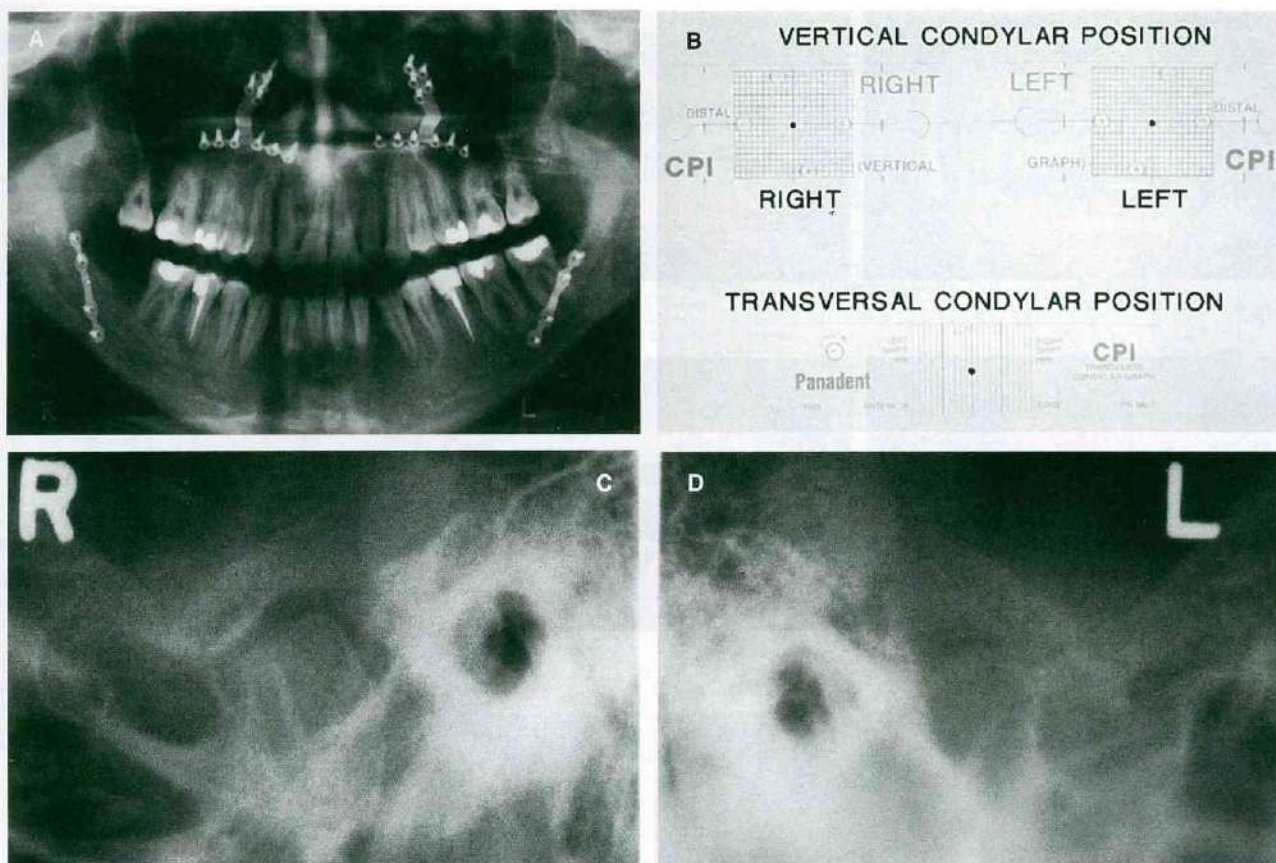 A
R
L
B
VERTICAL CONDYLAR POSITION
RIGHT
LEFT
DISTAL
DISTAL
CPI
(VERTICAL
GRAPH)
CPI
RIGHT
LEFT
TRANSVERSAL CONDYLAR POSITION
CPI
Panadent
R
C
D
L